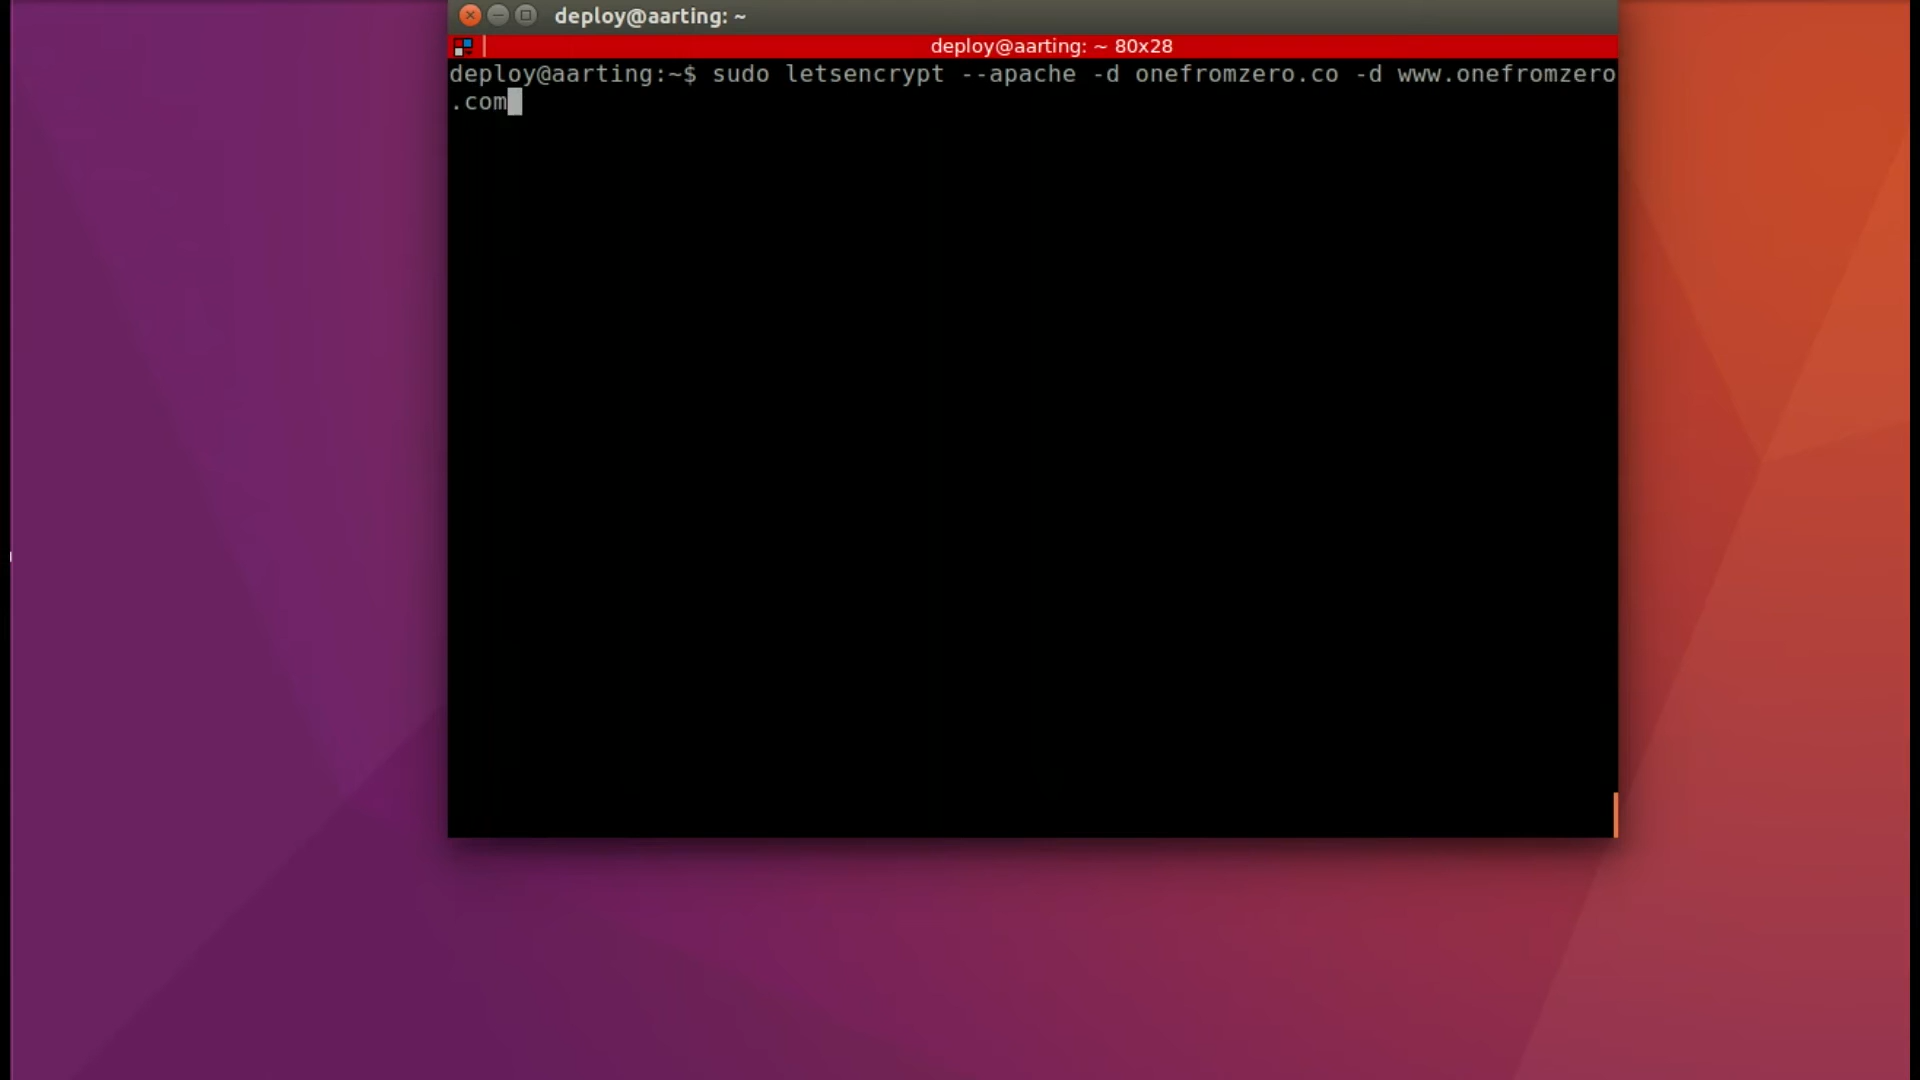 deploy@aarting: ~
deploy@aarting: ~ 80x28
deploy@aarting:~$ sudo letsencrypt --apache -d onefromzero.co -d www.onefromzero
.com